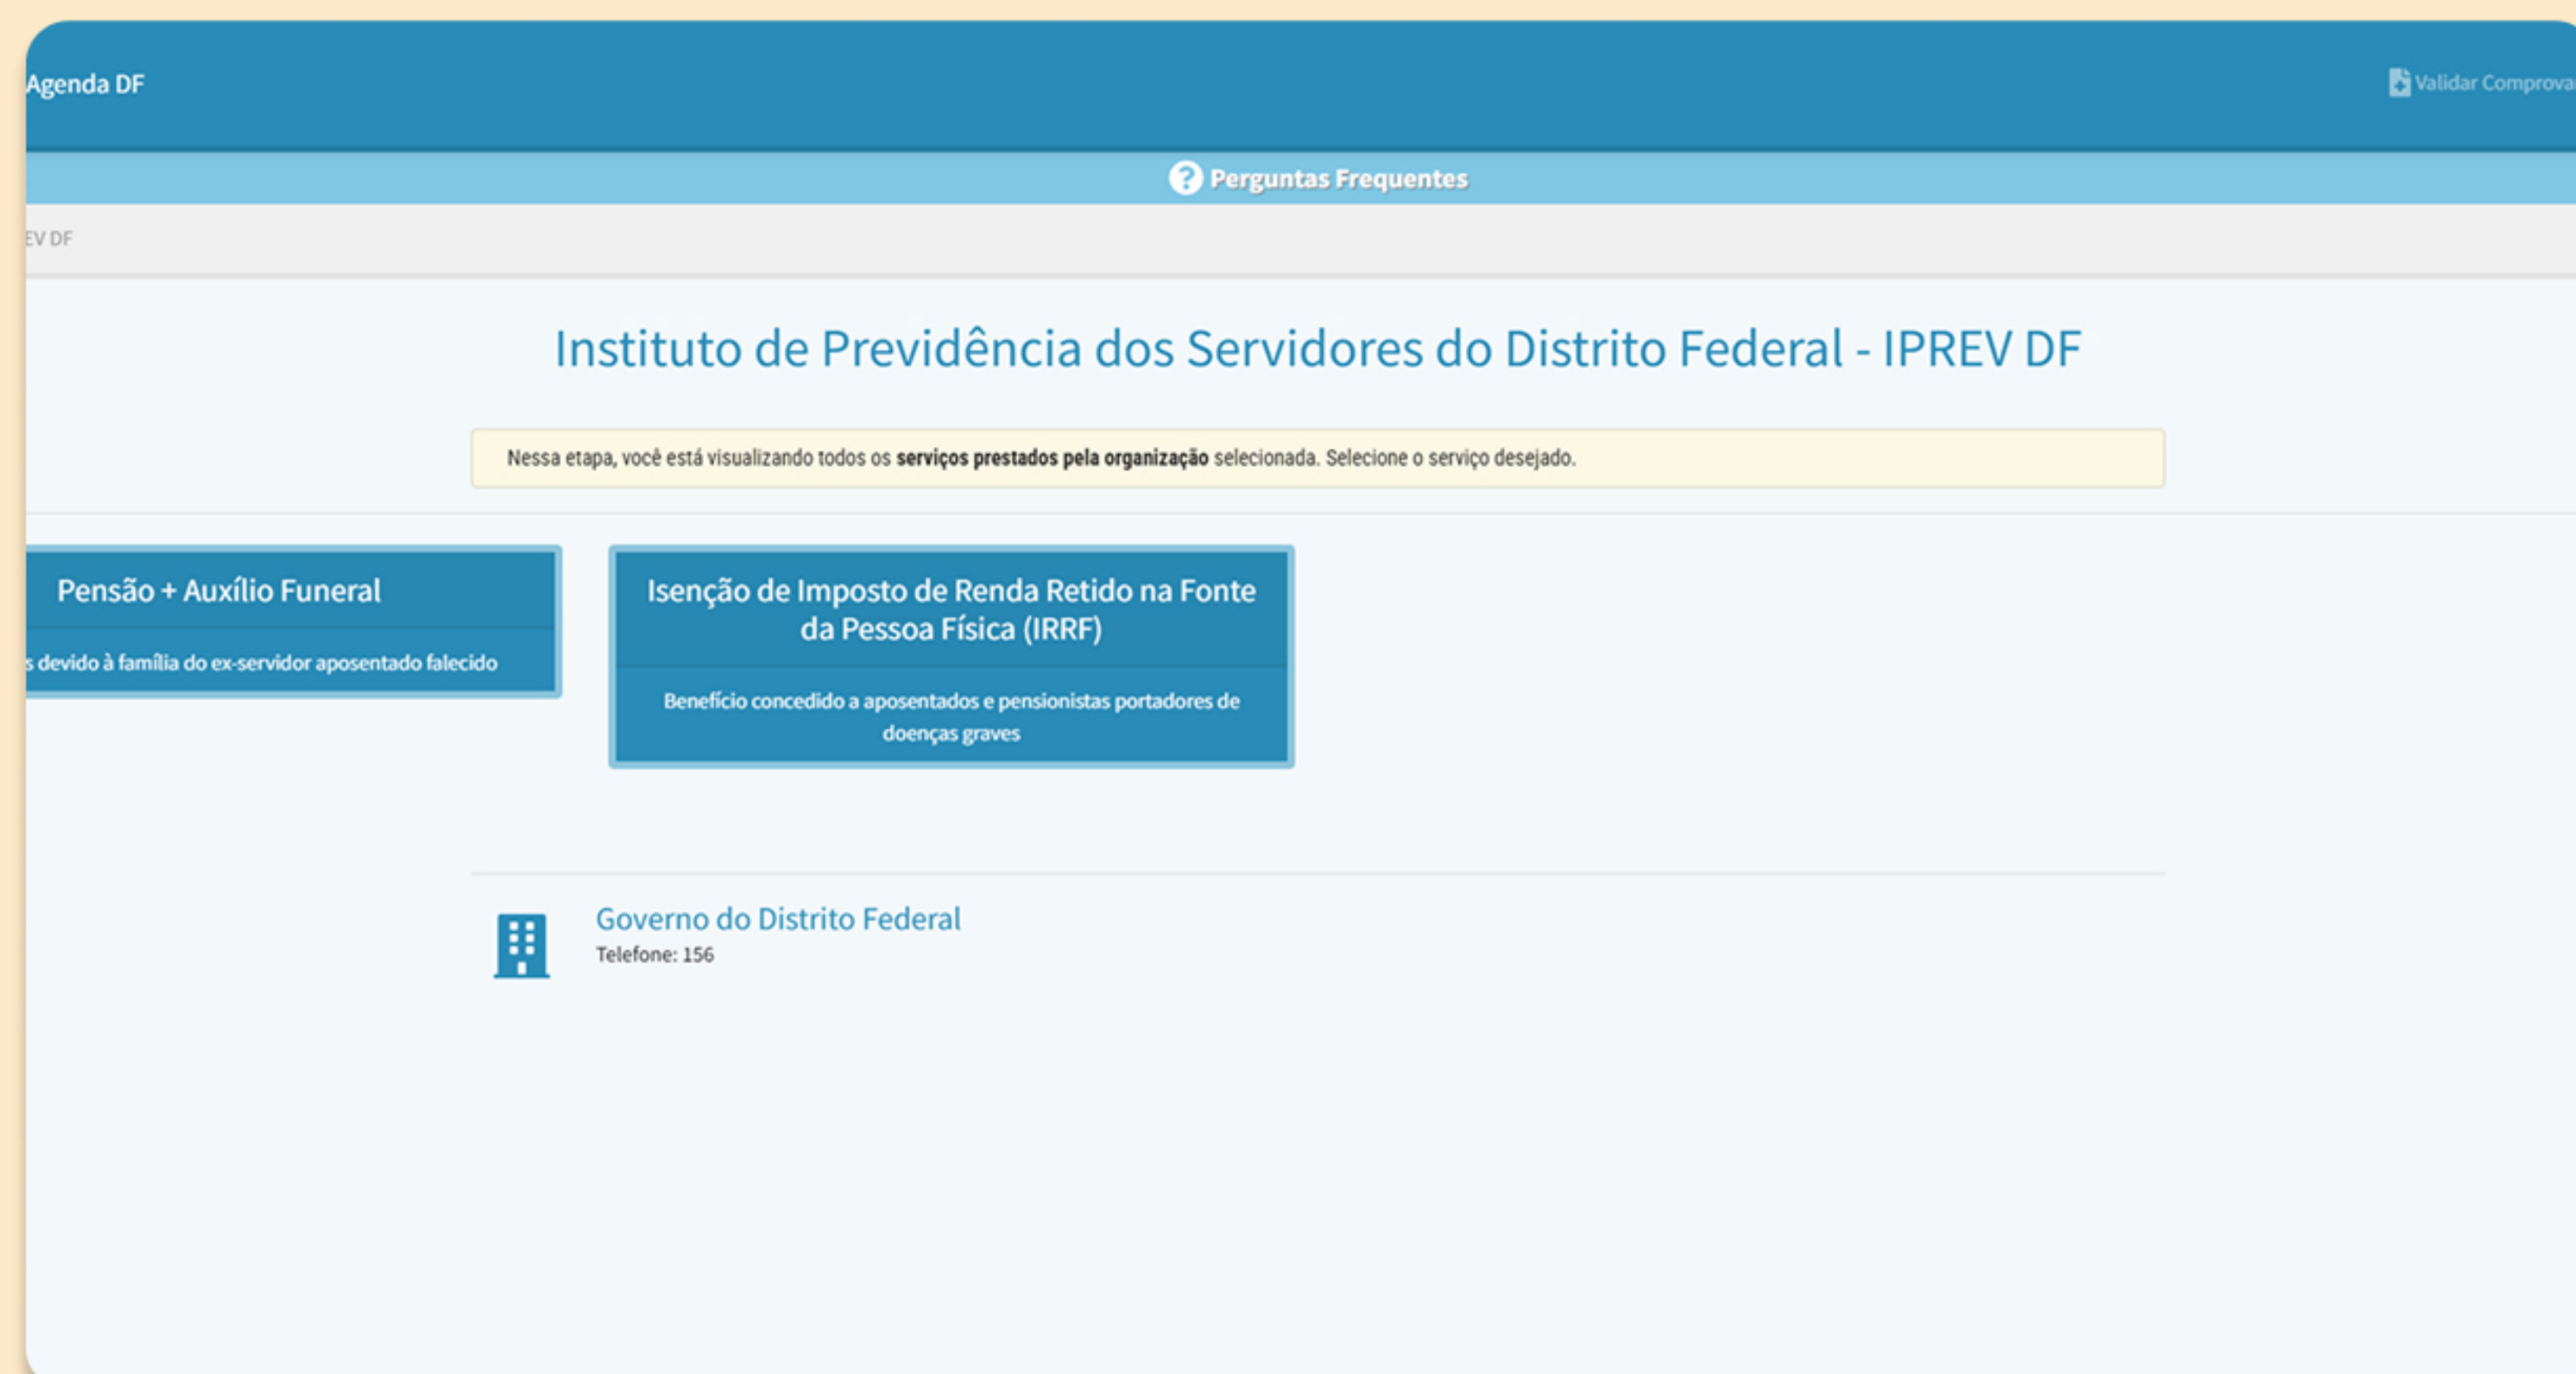 Agenda DF
Validar
Perguntas Frequentes
DF
Instituto de Previdência dos Servidores do Distrito Federal - IPREV DF
Nessa etapa, você está visualizando todos os serviços prestados pela organização selecionada. Selecione o serviço desejado.
Pensão + Auxílio Funeral
devido à família do ex-servidor aposentado falecido
Isenção de Imposto de Renda Retido na Fonte
da Pessoa Física (IRRF)
Benefício concedido a aposentados e pensionistas portadores de
doenças graves
Governo do Distrito Federal
Telefone: 156